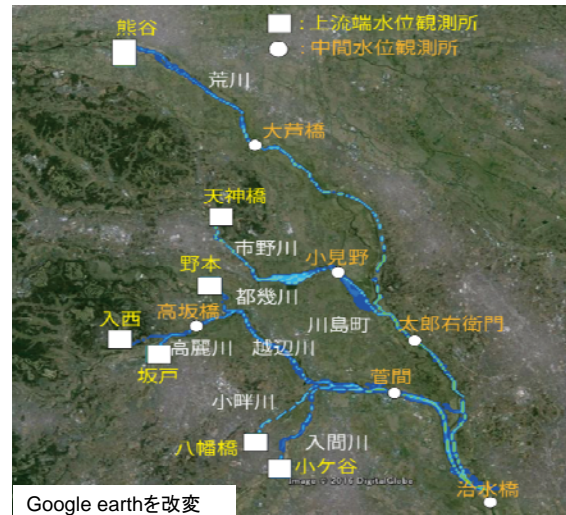 □：上流端水位観測所
○：中間水位観測所
熊谷
荒川
大芦橋
天神橋
市野川
小見野
野本
都幾川
高坂橋
川島町
太郎右衛門
入西
高麗川
越辺川
坂戸
菅間
小畔川
八幡橋
入間川
小ケ谷
Image © 2016 DigitalGlobe
治水橋
Google earthを改変